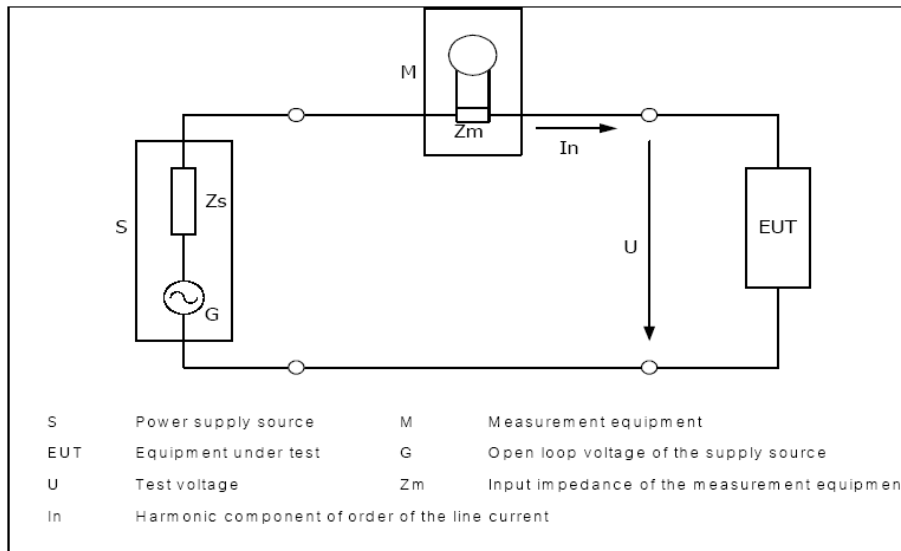 M
Zm
In
Zs
S
U
EUT
G
S Power supply source M Measurement equipment
EUT Equipment under test G Open loop voltage of the supply source
U Test voltage Zm Input impedance of the measurement equipmen
In Harmonic component of order of the line current